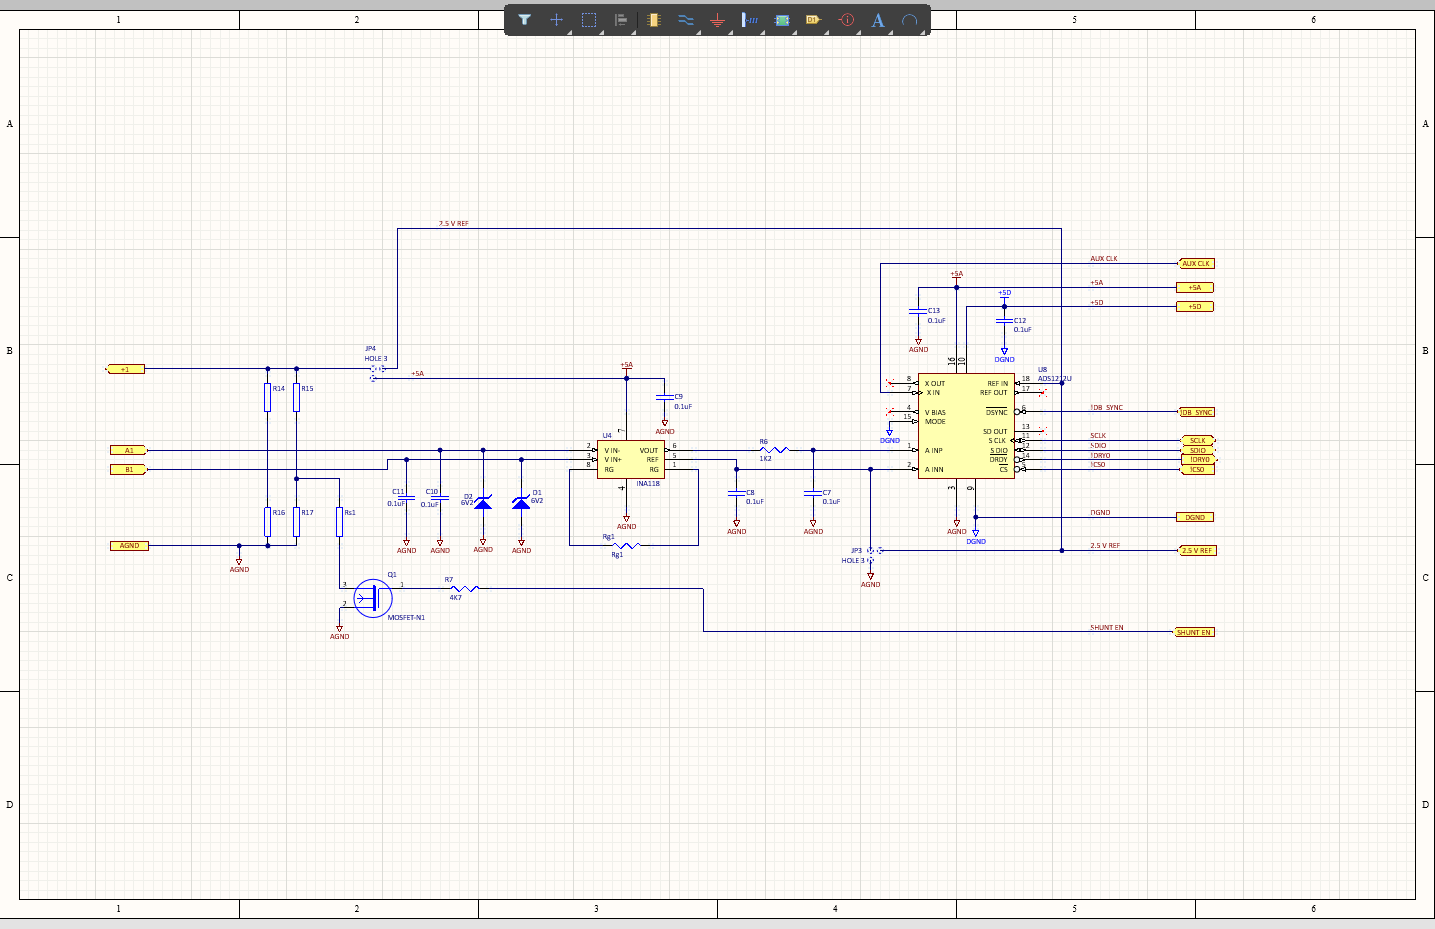 1 2 3 4 5 6
A A
2.5 V REF
AUX CLK AUX CLK
+5A +5A +5A
+5D +5D +5D
C13 0.1uF
C12 0.1uF
AGND DGND
16 10
JP4
HOLE 3
B B
+1
+5A +5A
R14 R15
C9
0.1uF
AGND
U8
ADS1212U
8 X OUT REF IN 18
7 X IN REF OUT 17
4 V BIAS DSYNC 6 !DB_SYNC !DB_SYNC
15 MODE
DGND
SD OUT 13
S CLK 11 SCLK SCLK
S DIO 12 SDIO SDIO
DRDY 14 !DRY0 !DRY0
CS !CS0 !CS0
1 A INP
2 A INN
3 9
A1
B1
U4
7
2 V IN- VOUT 6
3 V IN+ REF 5
8 RG RG 1
4 INA118
R6
1K2
C11
0.1uF
C10
0.1uF
D2
6V2
D1
6V2
C8
0.1uF
C7
0.1uF
R16 R17 Rs1
DGND DGND
AGND AGND AGND AGND
DGND
AGND
Rg1
Rg1
AGND AGND AGND AGND AGND
AGND
JP3
HOLE 3
2.5 V REF 2.5 V REF
AGND
C C
Q1
3 1
2
MOSFET-N1
AGND
R7
4K7
SHUNT EN SHUNT EN
D D
1 2 3 4 5 6